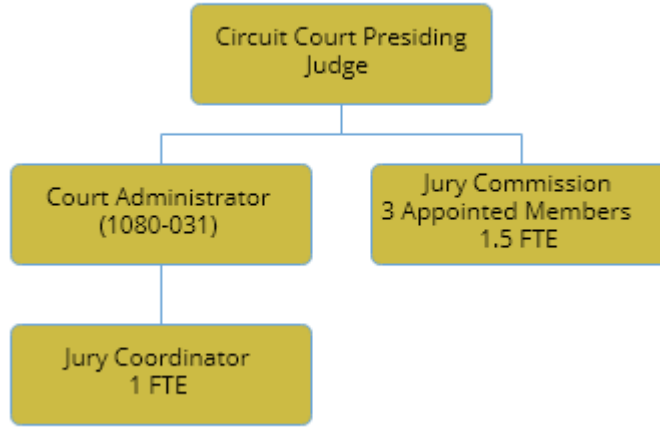 Circuit Court Presiding
Judge
Court Administrator
(1080-031)
Jury Commission
3 Appointed Members
1.5 FTE
Jury Coordinator
1 FTE